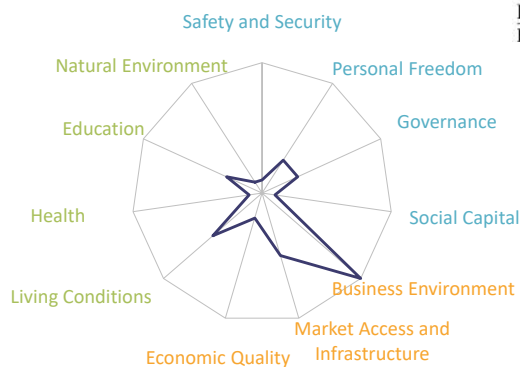 Safety and Security
Natural Environment
Personal Freedom
Education
Governance
Health
Social Capital
Living Conditions
Business Environment
Market Access and
Infrastructure
Economic Quality